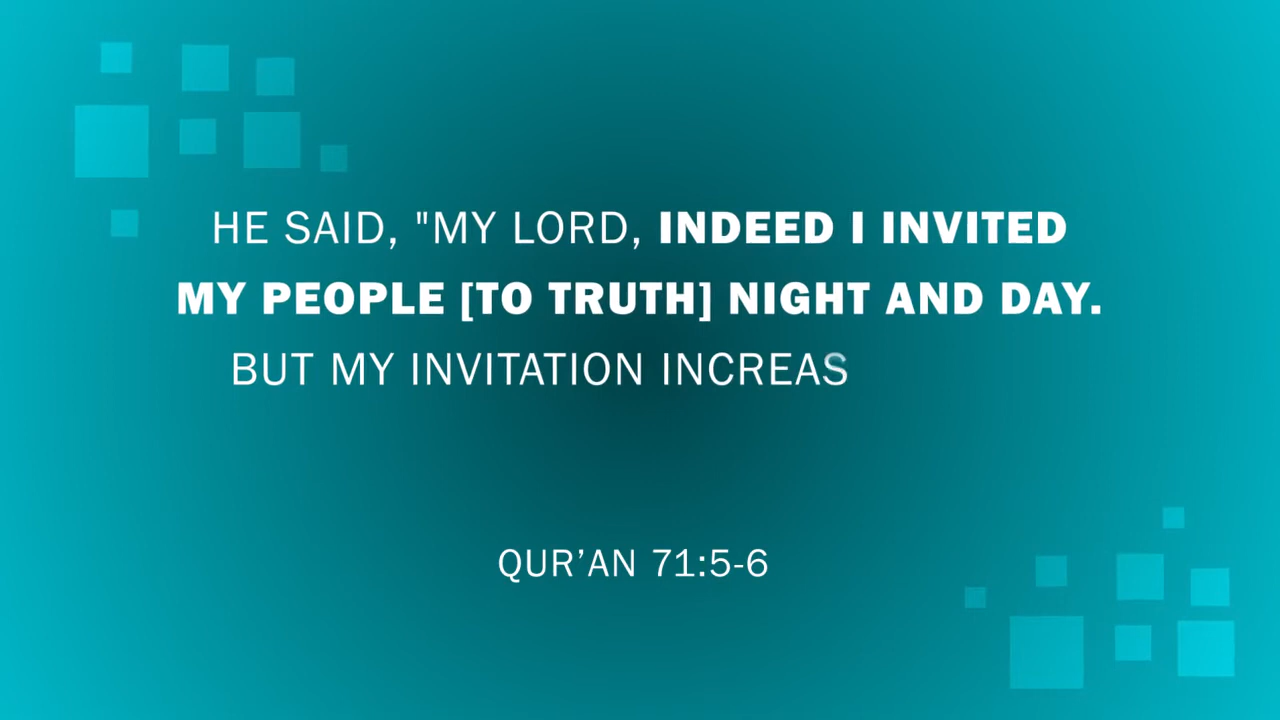 HE SAID, "MY LORD, INDEED I INVITED
MY PEOPLE [TO TRUTH] NIGHT AND DAY.
BUT MY INVITATION INCREAS
QUR’AN 71:5-6